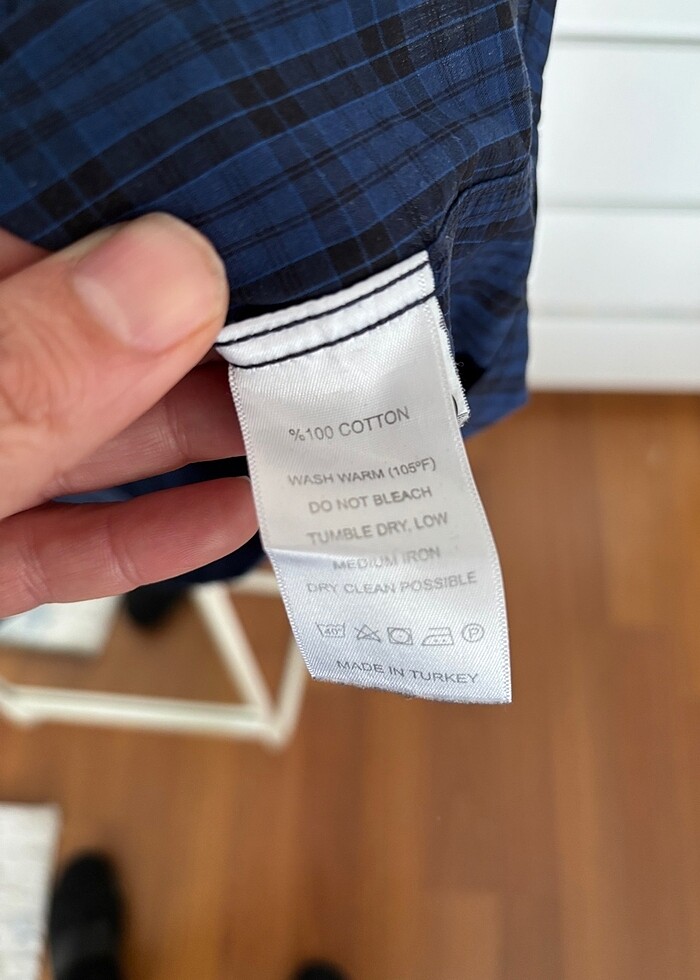 %100 COTTON
WASH WARM (105ºF)
DO NOT BLEACH
TUMBLE DRY, LOW
MEDIUM IRON
DRY CLEAN POSSIBLE
40° P
MADE IN TURKEY